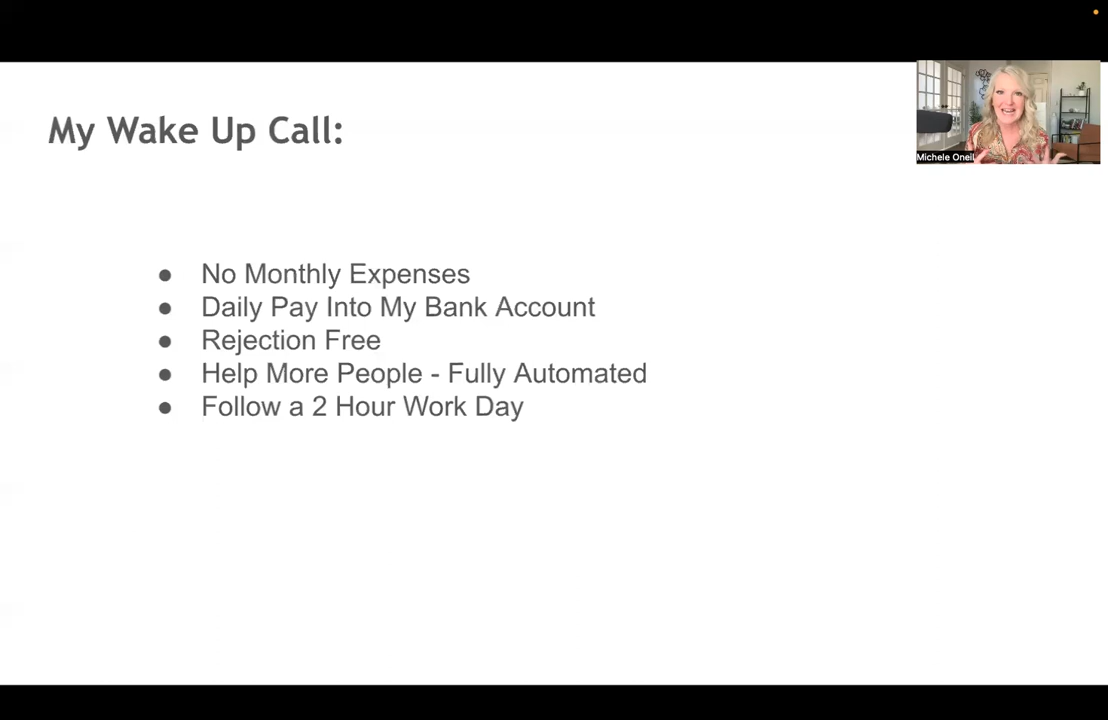 My Wake Up Call:
Michele Oneil
● No Monthly Expenses
● Daily Pay Into My Bank Account
● Rejection Free
● Help More People - Fully Automated
● Follow a 2 Hour Work Day